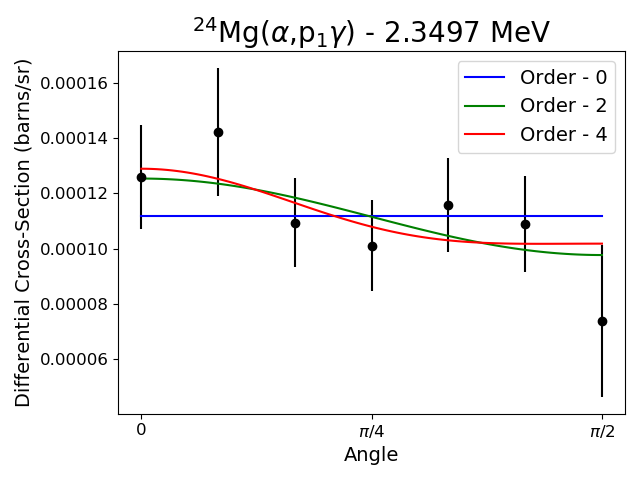 ²⁴Mg(α,p₁γ) - 2.3497 MeV
Order - 0
Order - 2
Order - 4
Differential Cross-Section (barns/sr)
0.00016
0.00014
0.00012
0.00010
0.00008
0.00006
0
π/4
π/2
Angle